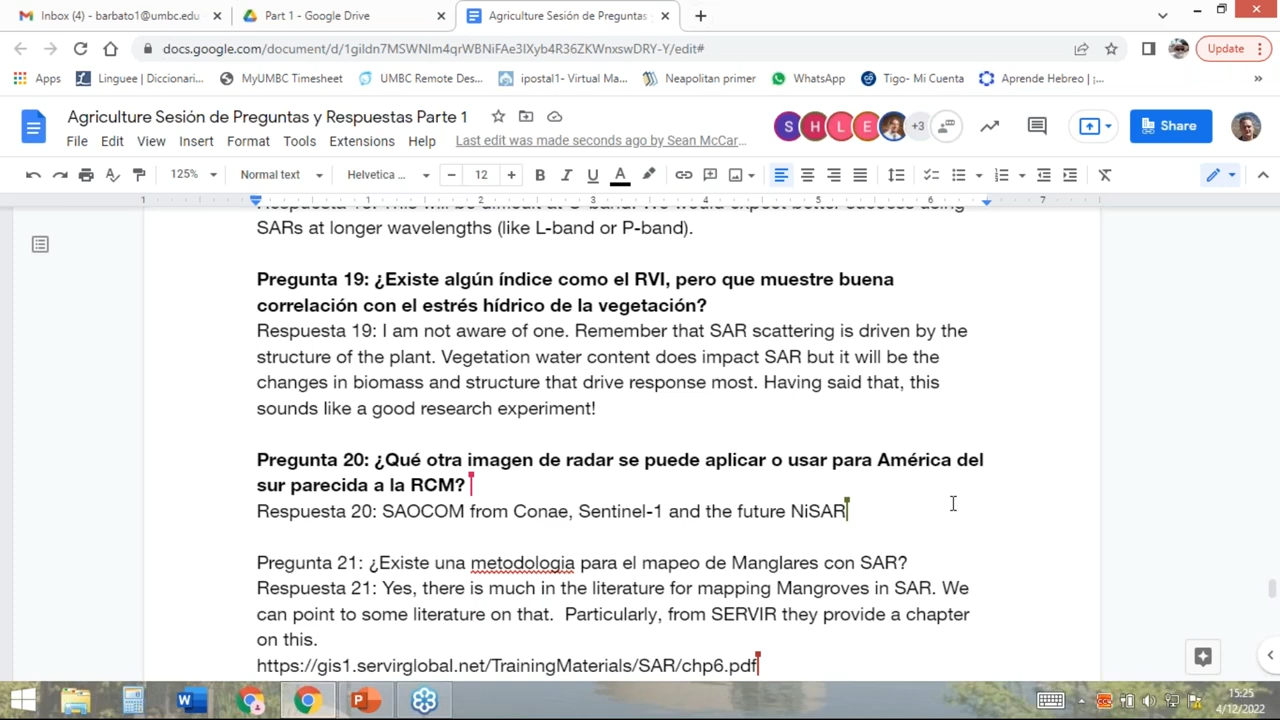 Inbox (4) - barbato1@umbc.edu
Part 1 - Google Drive
Agriculture Sesión de Preguntas
docs.google.com/document/d/1gildn7MSWNlm4qrWBNiFAe3lXyb4R36ZKWnxswDRY-Y/edit#
Update
Apps
Linguee | Diccionari...
MyUMBC Timesheet
UMBC Remote Des...
ipostal1- Virtual Ma...
Neapolitan primer
WhatsApp
Tigo- Mi Cuenta
Aprende Hebreo | ¡...
»
Agriculture Sesión de Preguntas y Respuestas Parte 1
S H L E +3
Share
File Edit View Insert Format Tools Extensions Help Last edit was made seconds ago by Sean McCar...
125% Normal text Helvetica ... 12 B I U A
1 1 2 3 4 5 6 7
SARs at longer wavelengths (like L-band or P-band).
Pregunta 19: ¿Existe algún índice como el RVI, pero que muestre buena
correlación con el estrés hídrico de la vegetación?
Respuesta 19: I am not aware of one. Remember that SAR scattering is driven by the
structure of the plant. Vegetation water content does impact SAR but it will be the
changes in biomass and structure that drive response most. Having said that, this
sounds like a good research experiment!
Pregunta 20: ¿Qué otra imagen de radar se puede aplicar o usar para América del
sur parecida a la RCM?
Respuesta 20: SAOCOM from Conae, Sentinel-1 and the future NiSAR
Pregunta 21: ¿Existe una metodologia para el mapeo de Manglares con SAR?
Respuesta 21: Yes, there is much in the literature for mapping Mangroves in SAR. We
can point to some literature on that.  Particularly, from SERVIR they provide a chapter
on this.
https://gis1.servirglobal.net/TrainingMaterials/SAR/chp6.pdf
15:25
4/12/2022